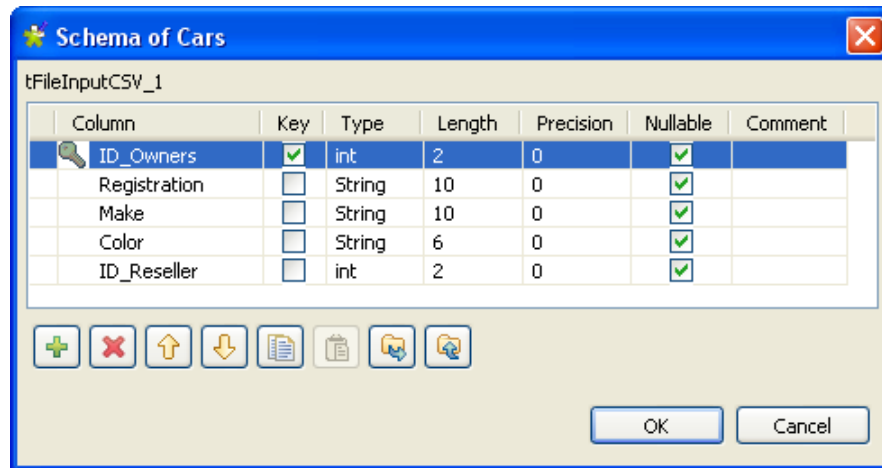 Schema of Cars
tFileInputCSV_1
Column Key Type Length Precision Nullable Comment
ID_Owners int 2 0
Registration String 10 0
Make String 10 0
Color String 6 0
ID_Reseller int 2 0
OK Cancel